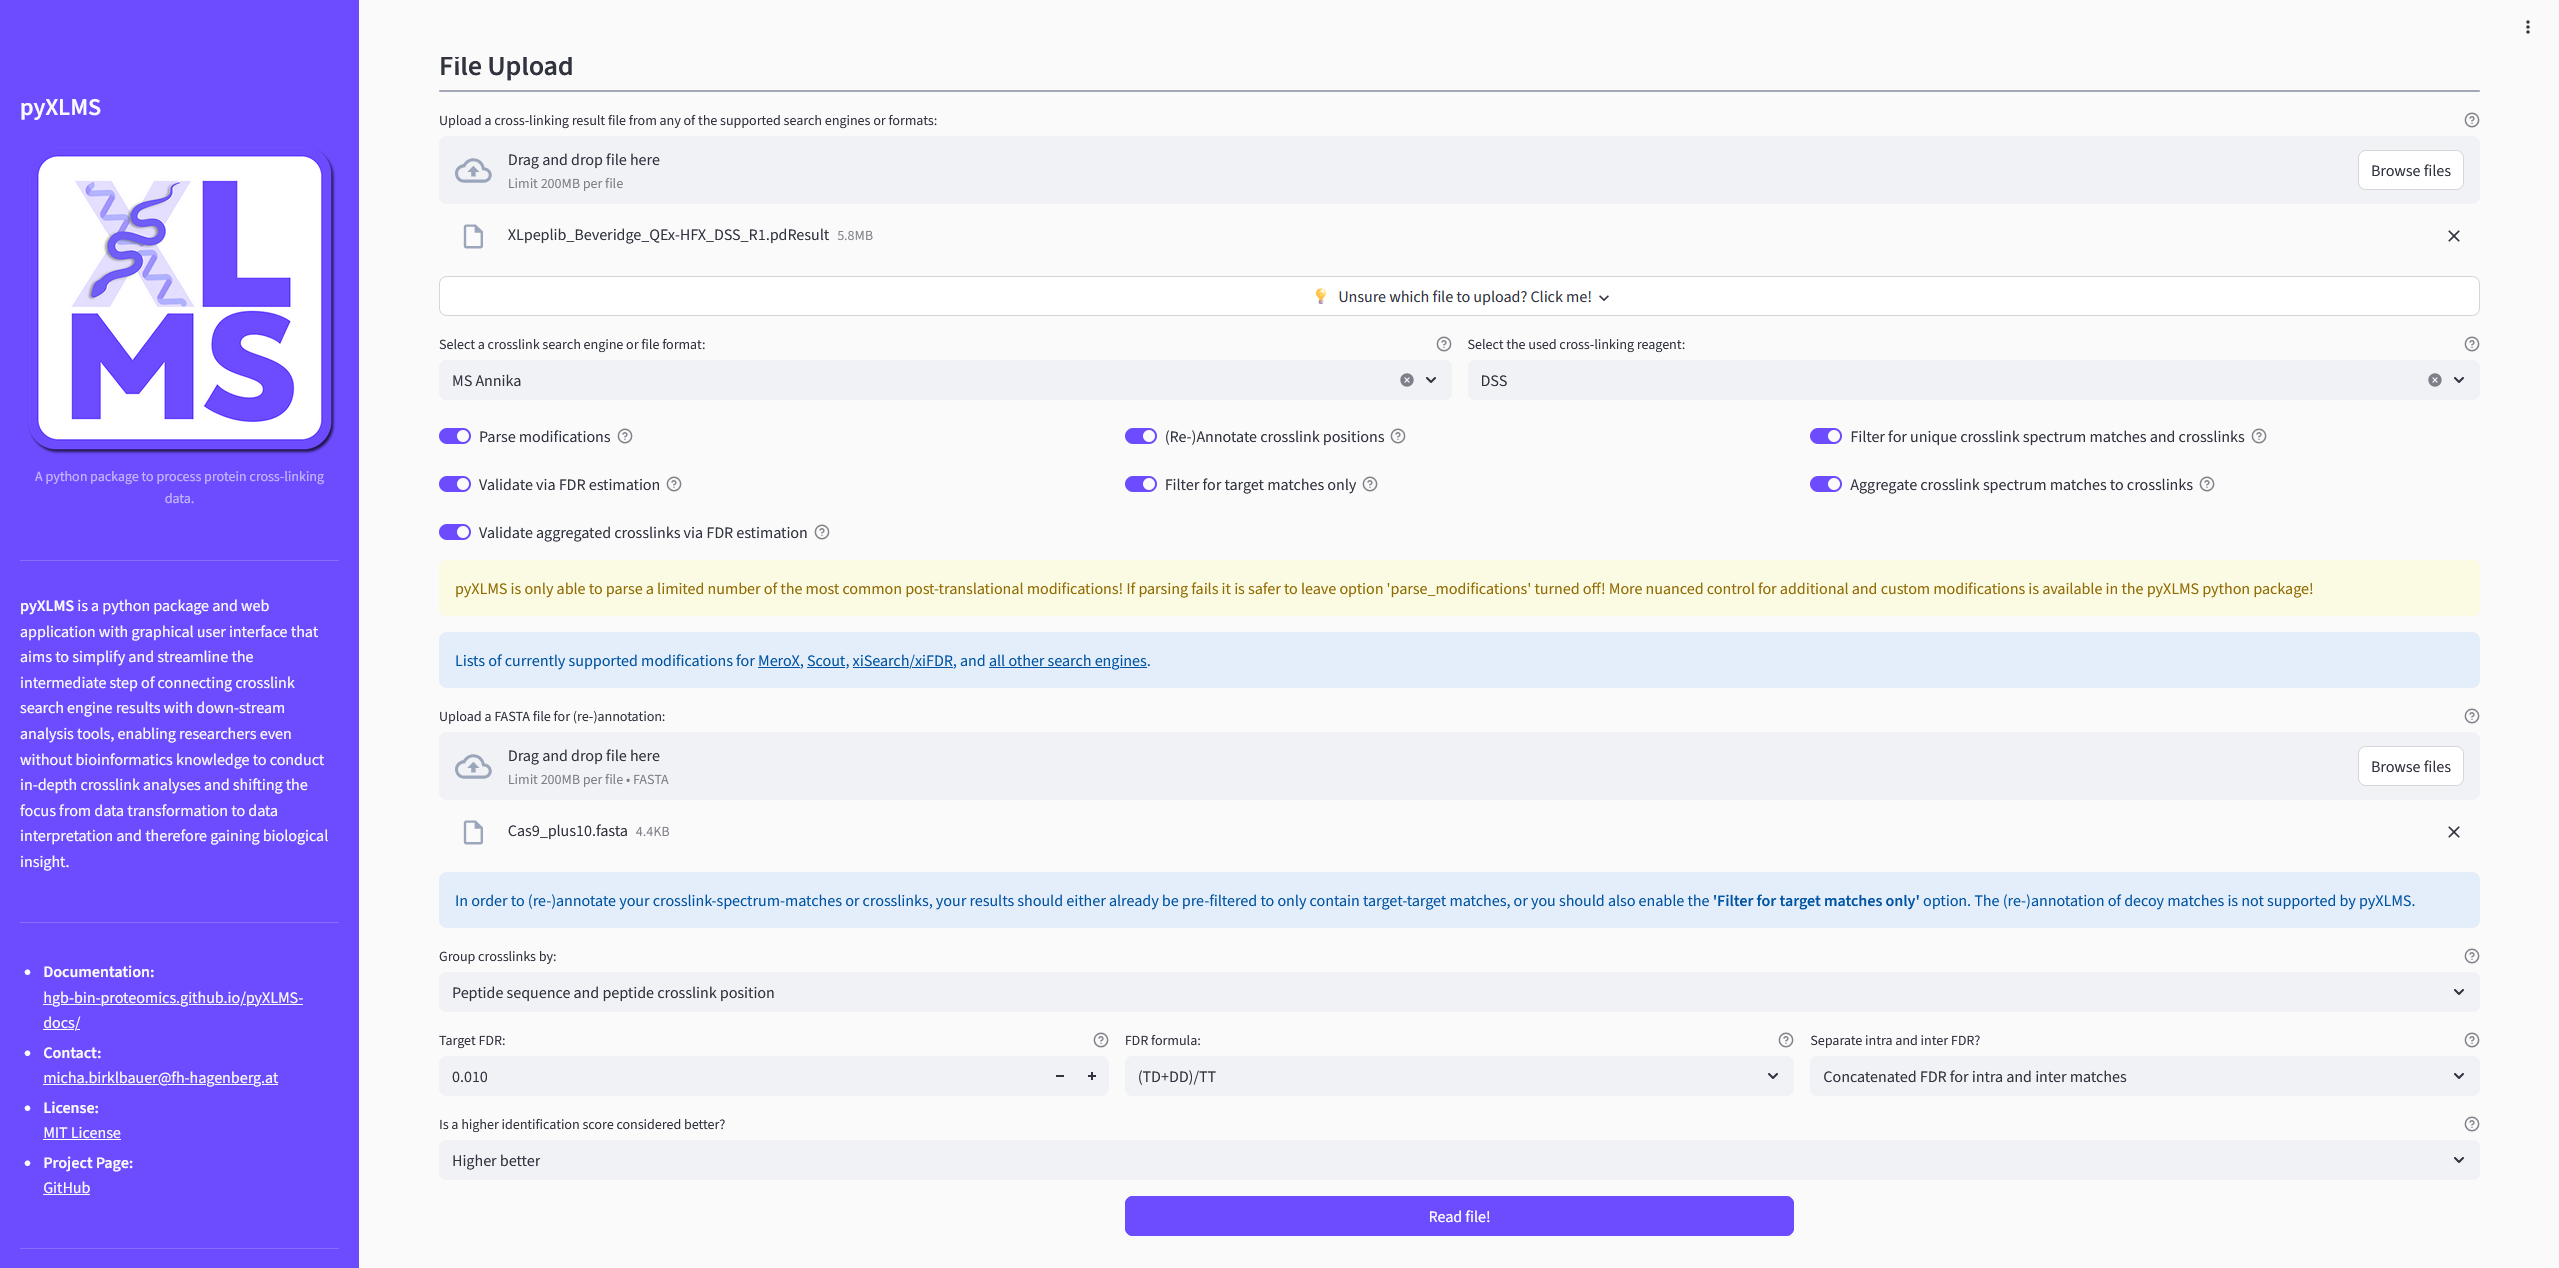 pyXLMS
XL
MS
A python package to process protein cross-linking
data.
pyXLMS is a python package and web
application with graphical user interface that
aims to simplify and streamline the
intermediate step of connecting crosslink
search engine results with down-stream
analysis tools, enabling researchers even
without bioinformatics knowledge to conduct
in-depth crosslink analyses and shifting the
focus from data transformation to data
interpretation and therefore gaining biological
insight.
• Documentation:
hgb-bin-proteomics.github.io/pyXLMS-
docs/
• Contact:
micha.birklbauer@fh-hagenberg.at
• License:
MIT License
• Project Page:
GitHub
File Upload
Upload a cross-linking result file from any of the supported search engines or formats:
Drag and drop file here
Limit 200MB per file
Browse files
XLpeplib_Beveridge_QEx-HFX_DSS_R1.pdResult 5.8MB
💡 Unsure which file to upload? Click me!
Select a crosslink search engine or file format:
MS Annika
Select the used cross-linking reagent:
DSS
Parse modifications
(Re-)Annotate crosslink positions
Filter for unique crosslink spectrum matches and crosslinks
Validate via FDR estimation
Filter for target matches only
Aggregate crosslink spectrum matches to crosslinks
Validate aggregated crosslinks via FDR estimation
pyXLMS is only able to parse a limited number of the most common post-translational modifications! If parsing fails it is safer to leave option 'parse_modifications' turned off! More nuanced control for additional and custom modifications is available in the pyXLMS python package!
Lists of currently supported modifications for MeroX, Scout, xiSearch/xiFDR, and all other search engines.
Upload a FASTA file for (re-)annotation:
Drag and drop file here
Limit 200MB per file • FASTA
Browse files
Cas9_plus10.fasta 4.4KB
In order to (re-)annotate your crosslink-spectrum-matches or crosslinks, your results should either already be pre-filtered to only contain target-target matches, or you should also enable the 'Filter for target matches only' option. The (re-)annotation of decoy matches is not supported by pyXLMS.
Group crosslinks by:
Peptide sequence and peptide crosslink position
Target FDR:
0.010
FDR formula:
(TD+DD)/TT
Separate intra and inter FDR?
Concatenated FDR for intra and inter matches
Is a higher identification score considered better?
Higher better
Read file!